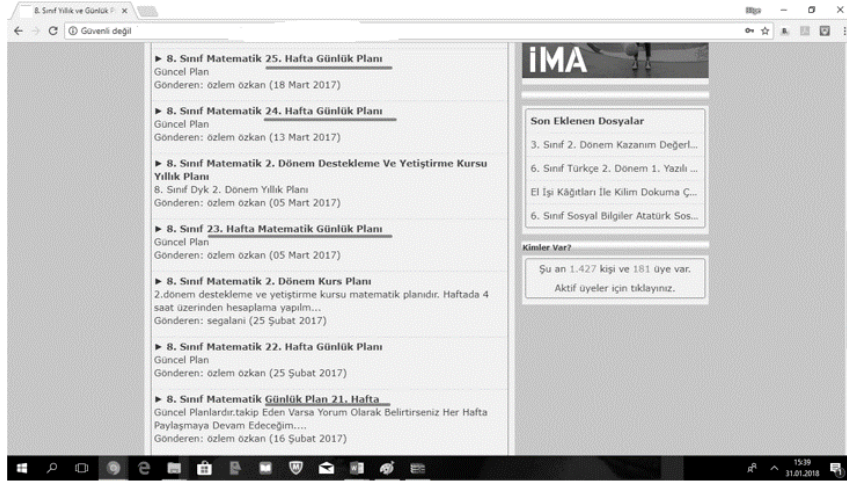 8. Sınıf Yıllık ve Günlük P
Güvenli değil
► 8. Sınıf Matematik 25. Hafta Günlük Planı
Güncel Plan
Gönderen: özlem özkan (18 Mart 2017)
► 8. Sınıf Matematik 24. Hafta Günlük Planı
Güncel Plan
Gönderen: özlem özkan (13 Mart 2017)
► 8. Sınıf Matematik 2. Dönem Destekleme Ve Yetiştirme Kursu
Yıllık Planı
8. Sınıf Dyk 2. Dönem Yıllık Planı
Gönderen: özlem özkan (05 Mart 2017)
► 8. Sınıf 23. Hafta Matematik Günlük Planı
Güncel Plan
Gönderen: özlem özkan (05 Mart 2017)
► 8. Sınıf Matematik 2. Dönem Kurs Planı
2.dönem destekleme ve yetiştirme kursu matematik planıdır. Haftada 4
saat üzerinden hesaplama yapılm...
Gönderen: segalani (25 Şubat 2017)
► 8. Sınıf Matematik 22. Hafta Günlük Planı
Güncel Plan
Gönderen: özlem özkan (25 Şubat 2017)
► 8. Sınıf Matematik Günlük Plan 21. Hafta
Güncel Planlardır.takip Eden Varsa Yorum Olarak Belirtirseniz Her Hafta
Paylaşmaya Devam Edeceğim....
Gönderen: özlem özkan (16 Şubat 2017)
iMA
Son Eklenen Dosyalar
3. Sınıf 2. Dönem Kazanım Değerl...
6. Sınıf Türkçe 2. Dönem 1. Yazılı ...
El İşi Kâğıtları İle Kilim Dokuma Ç...
6. Sınıf Sosyal Bilgiler Atatürk Sos...
Kimler Var?
Şu an 1.427 kişi ve 181 üye var.
Aktif üyeler için tıklayınız.
15:39
31.01.2018